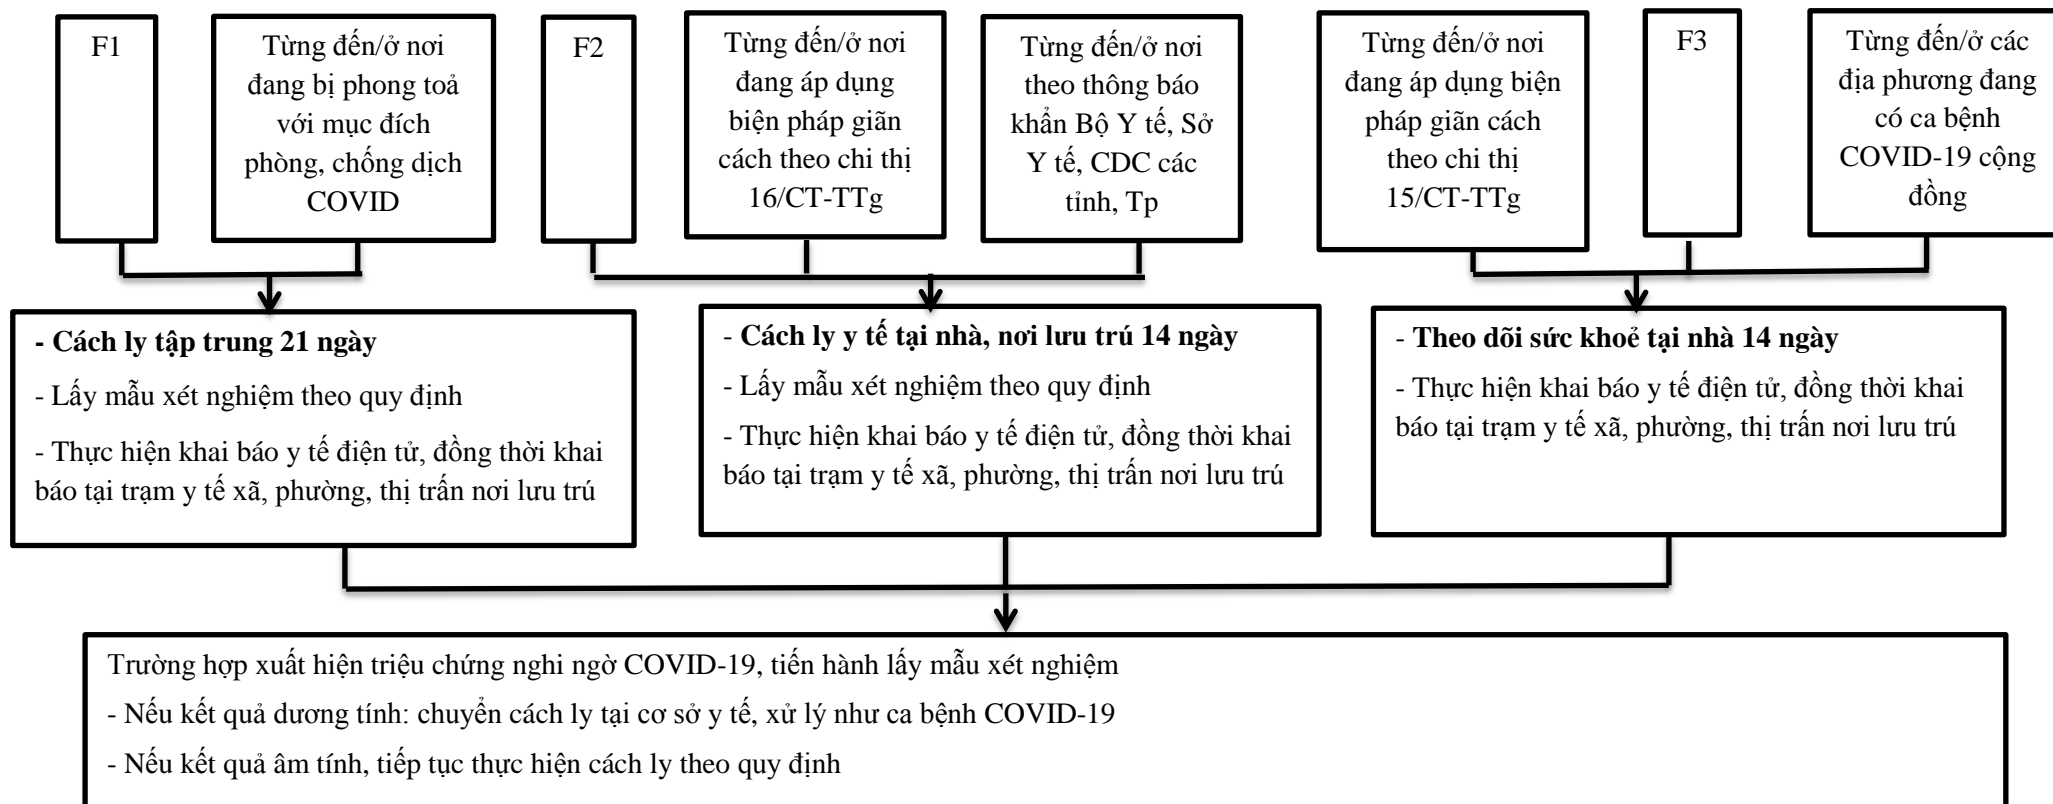 F1
Từng đến/ở nơi
đang bị phong toả
với mục đích
phòng, chống dịch
COVID
F2
Từng đến/ở nơi
đang áp dụng
biện pháp giãn
cách theo chi thị
16/CT-TTg
Từng đến/ở nơi
theo thông báo
khẩn Bộ Y tế, Sở
Y tế, CDC các
tỉnh, Tp
Từng đến/ở nơi
đang áp dụng biện
pháp giãn cách
theo chi thị
15/CT-TTg
F3
Từng đến/ở các
địa phương đang
có ca bệnh
COVID-19 cộng
đồng
- Cách ly tập trung 21 ngày
- Lấy mẫu xét nghiệm theo quy định
- Thực hiện khai báo y tế điện tử, đồng thời khai
báo tại trạm y tế xã, phường, thị trấn nơi lưu trú
- Cách ly y tế tại nhà, nơi lưu trú 14 ngày
- Lấy mẫu xét nghiệm theo quy định
- Thực hiện khai báo y tế điện tử, đồng thời khai
báo tại trạm y tế xã, phường, thị trấn nơi lưu trú
- Theo dõi sức khoẻ tại nhà 14 ngày
- Thực hiện khai báo y tế điện tử, đồng thời khai
báo tại trạm y tế xã, phường, thị trấn nơi lưu trú
Trường hợp xuất hiện triệu chứng nghi ngờ COVID-19, tiến hành lấy mẫu xét nghiệm
- Nếu kết quả dương tính: chuyển cách ly tại cơ sở y tế, xử lý như ca bệnh COVID-19
- Nếu kết quả âm tính, tiếp tục thực hiện cách ly theo quy định